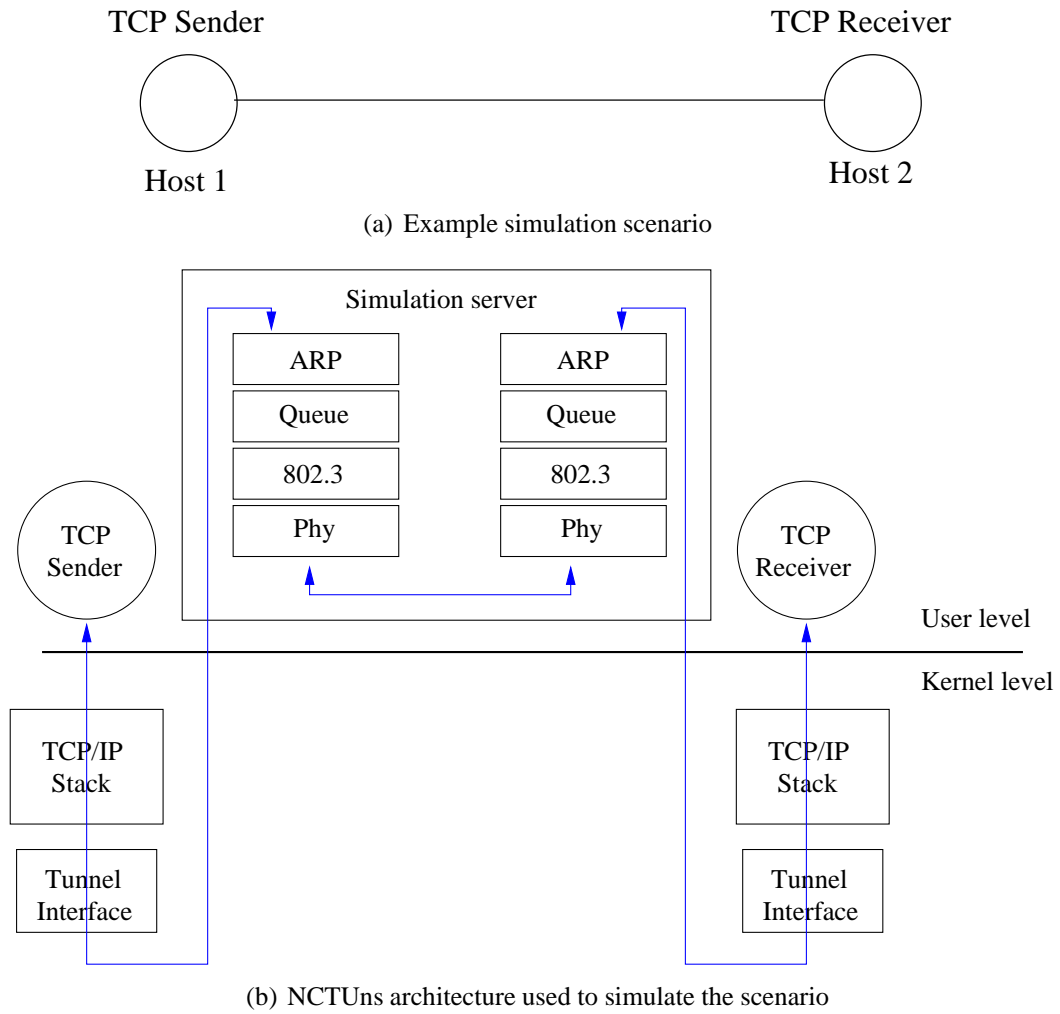 TCP Sender
TCP Receiver
Host 1
Host 2
(a) Example simulation scenario
Simulation server
ARP
ARP
Queue
Queue
802.3
802.3
Phy
Phy
TCP
Sender
TCP
Receiver
User level
Kernel level
TCP/IP
Stack
TCP/IP
Stack
Tunnel
Interface
Tunnel
Interface
(b) NCTUns architecture used to simulate the scenario